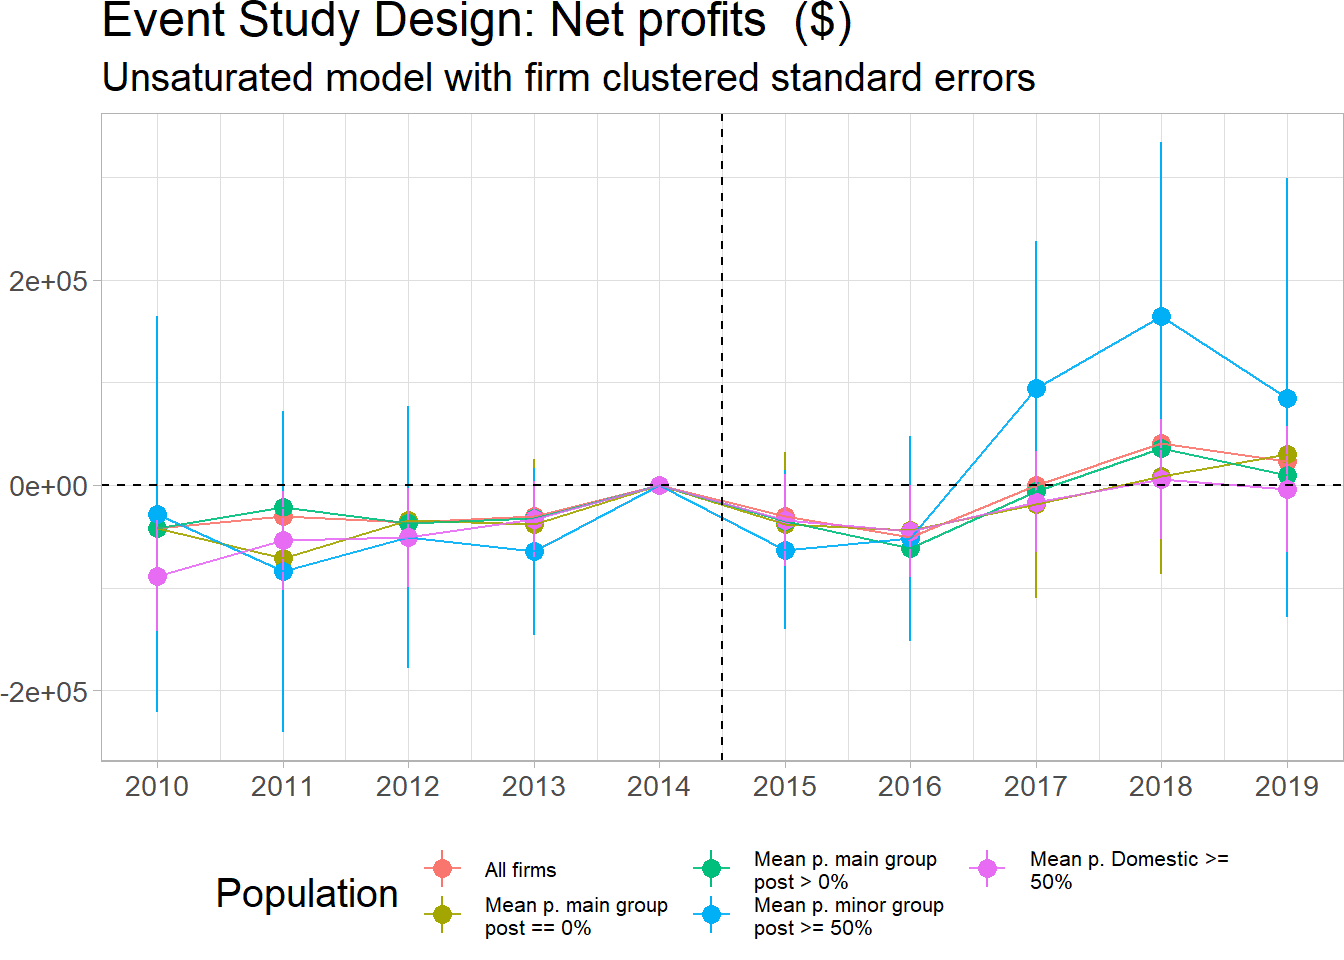 Event Study Design: Net profits  ($)
Unsaturated model with firm clustered standard errors
2e+05
0e+00
-2e+05
2010 2011 2012 2013 2014 2015 2016 2017 2018 2019
Population
All firms
Mean p. main group
post == 0%
Mean p. main group
post > 0%
Mean p. minor group
post >= 50%
Mean p. Domestic >=
50%